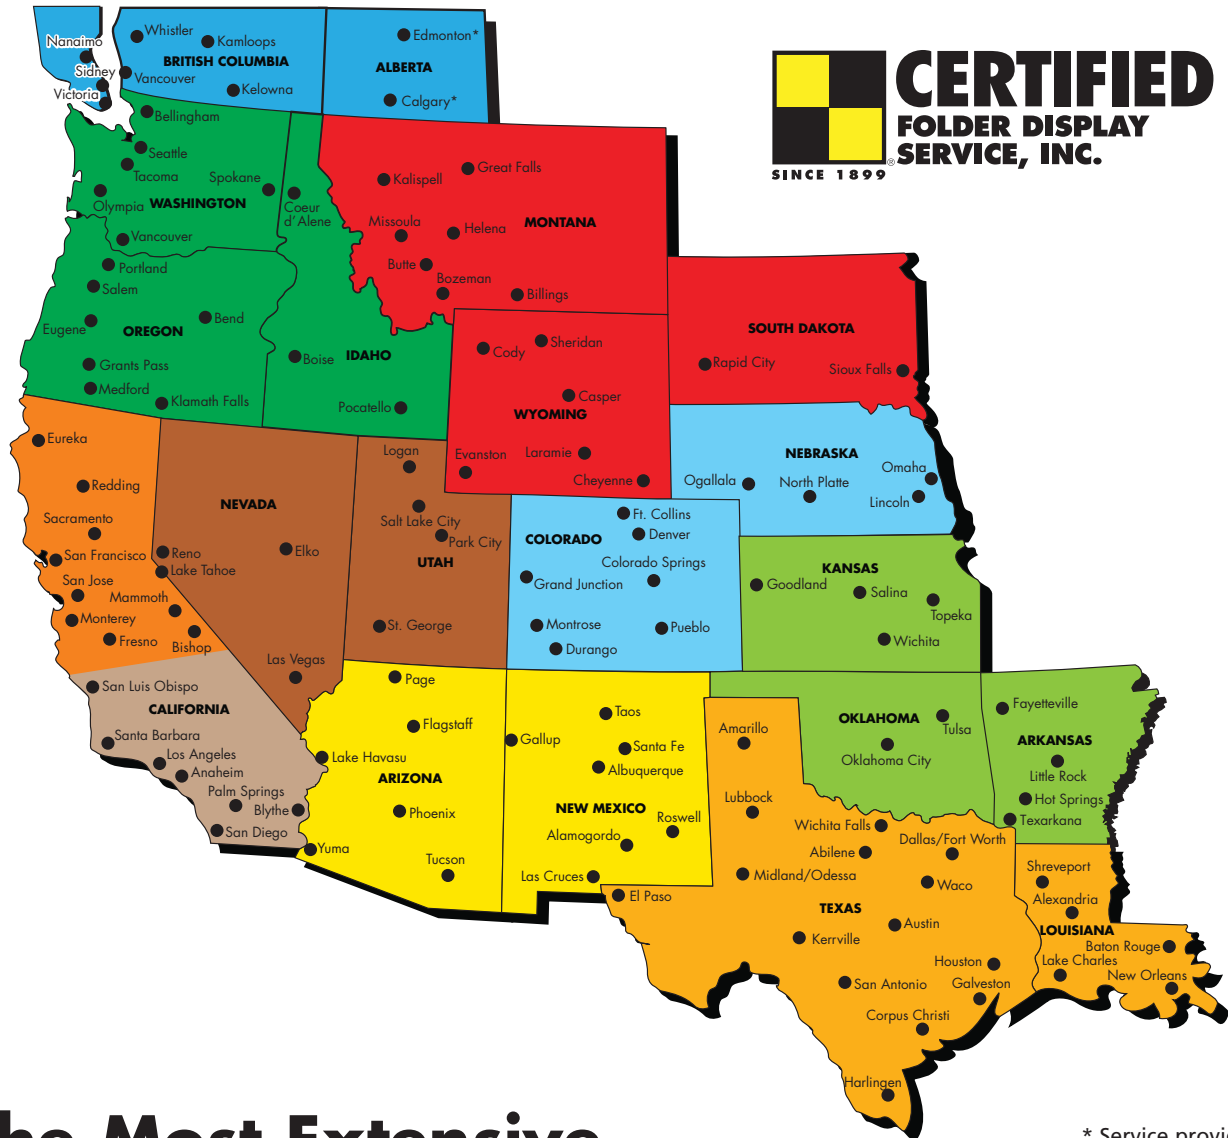 Nanaimo
Sidney
Victoria
Whistler
Kamloops
BRITISH COLUMBIA
Vancouver
Kelowna
Edmonton*
ALBERTA
Calgary*
CERTIFIED
FOLDER DISPLAY
SERVICE, INC.
®
SINCE 1899
Bellingham
Seattle
Tacoma
Spokane
Olympia
WASHINGTON
Vancouver
Coeur
d'Alene
Portland
Salem
Eugene
OREGON
Bend
Grants Pass
Medford
Klamath Falls
Boise
IDAHO
Pocatello
Kalispell
Great Falls
Missoula
Helena
MONTANA
Butte
Bozeman
Billings
Cody
Sheridan
Casper
WYOMING
Evanston
Laramie
Cheyenne
SOUTH DAKOTA
Rapid City
Sioux Falls
NEBRASKA
Ogallala
North Platte
Omaha
Lincoln
Eureka
Redding
Sacramento
San Francisco
San Jose
Mammoth
Monterey
Fresno
Bishop
NEVADA
Reno
Elko
Lake Tahoe
Las Vegas
Logan
Salt Lake City
Park City
UTAH
St. George
Ft. Collins
COLORADO
Denver
Colorado Springs
Grand Junction
Montrose
Pueblo
Durango
KANSAS
Goodland
Salina
Topeka
Wichita
San Luis Obispo
CALIFORNIA
Santa Barbara
Los Angeles
Anaheim
Palm Springs
Blythe
San Diego
Page
Flagstaff
Lake Havasu
ARIZONA
Phoenix
Yuma
Tucson
Taos
Gallup
Santa Fe
Albuquerque
NEW MEXICO
Roswell
Alamogordo
Las Cruces
OKLAHOMA
Tulsa
Oklahoma City
Fayetteville
ARKANSAS
Little Rock
Hot Springs
Texarkana
Amarillo
Lubbock
Wichita Falls
Dallas/Fort Worth
Abilene
Midland/Odessa
Waco
El Paso
TEXAS
Austin
Kerrville
Houston
San Antonio
Galveston
Corpus Christi
Harlingen
Shreveport
Alexandria
LOUISIANA
Baton Rouge
Lake Charles
New Orleans
he Most Extensive
* Service provi